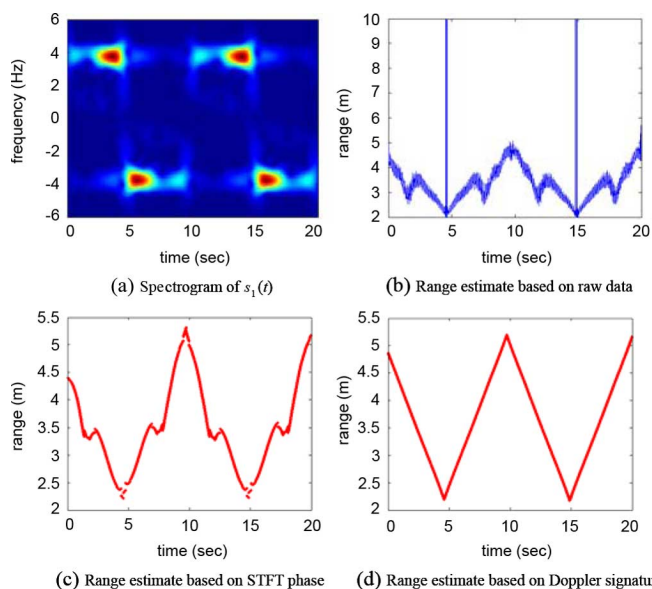 6
4
2
0
-2
-4
-6
frequency (Hz)
0 5 10 15 20
time (sec)
(a) Spectrogram of s₁(t)
10
9
8
7
6
5
4
3
2
range (m)
0 5 10 15 20
time (sec)
(b) Range estimate based on raw data
5.5
5
4.5
4
3.5
3
2.5
2
range (m)
0 5 10 15 20
time (sec)
(c) Range estimate based on STFT phase
5.5
5
4.5
4
3.5
3
2.5
2
range (m)
0 5 10 15 20
time (sec)
(d) Range estimate based on Doppler signatur